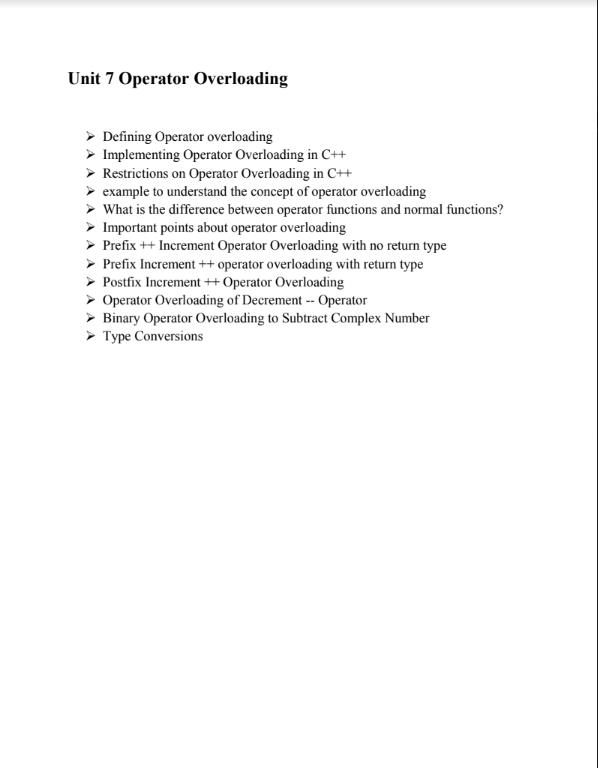 Unit 7 Operator Overloading
➢ Defining Operator overloading
➢ Implementing Operator Overloading in C++
➢ Restrictions on Operator Overloading in C++
➢ example to understand the concept of operator overloading
➢ What is the difference between operator functions and normal functions?
➢ Important points about operator overloading
➢ Prefix ++ Increment Operator Overloading with no return type
➢ Prefix Increment ++ operator overloading with return type
➢ Postfix Increment ++ Operator Overloading
➢ Operator Overloading of Decrement -- Operator
➢ Binary Operator Overloading to Subtract Complex Number
➢ Type Conversions